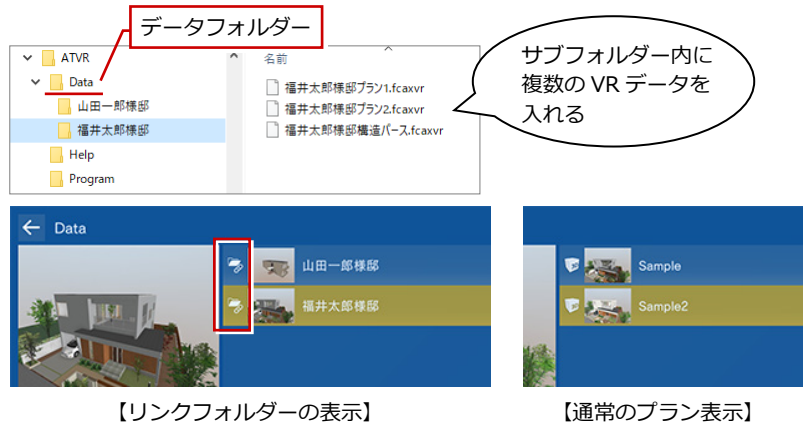 データフォルダー
ATVR
Data
山田一郎様邸
福井太郎様邸
Help
Program
名前
福井太郎様邸プラン1.fcaxvr
福井太郎様邸プラン2.fcaxvr
福井太郎様邸構造パース.fcaxvr
サブフォルダー内に
複数の VR データを
入れる
Data
山田一郎様邸
福井太郎様邸
Sample
Sample2
【リンクフォルダーの表示】
【通常のプラン表示】